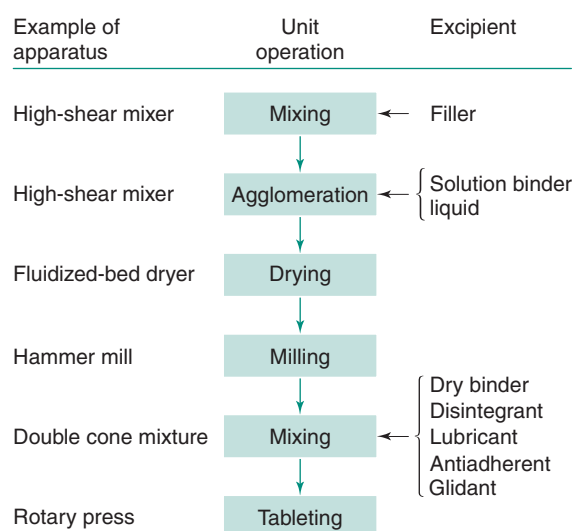 Example of
apparatus
Unit
operation
Excipient
High-shear mixer
Mixing
Filler
High-shear mixer
Agglomeration
Solution binder
liquid
Fluidized-bed dryer
Drying
Hammer mill
Milling
Double cone mixture
Mixing
Dry binder
Disintegrant
Lubricant
Antiadherent
Glidant
Rotary press
Tableting